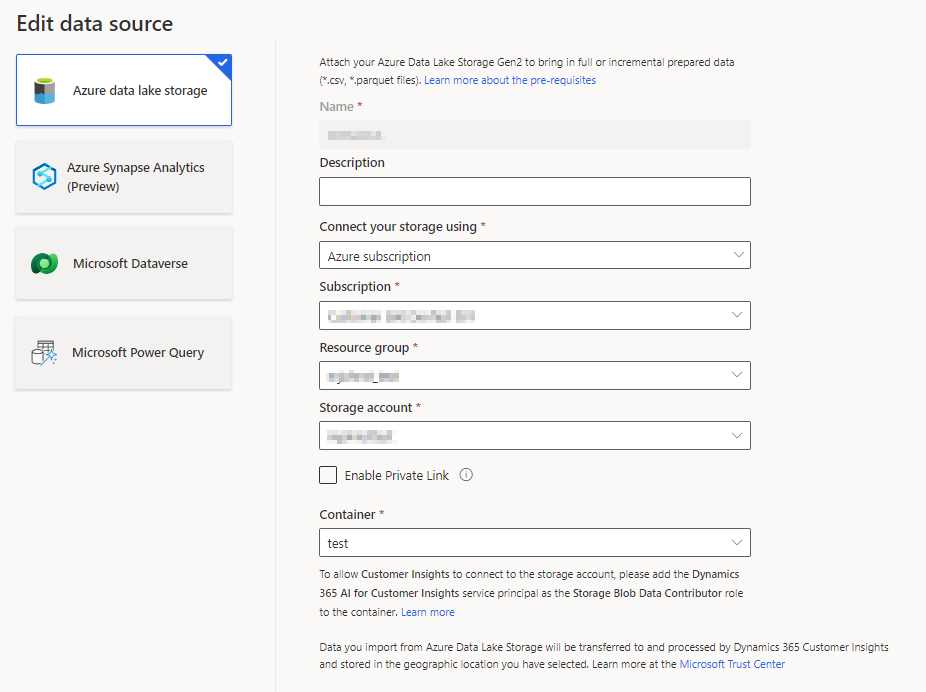 Edit data source
Azure data lake storage
Azure Synapse Analytics
(Preview)
Microsoft Dataverse
Microsoft Power Query
Attach your Azure Data Lake Storage Gen2 to bring in full or incremental prepared data
(*.csv, *.parquet files). Learn more about the pre-requisites
Name *
Description
Connect your storage using *
Azure subscription
Subscription *
Resource group *
Storage account *
Enable Private Link
Container *
test
To allow Customer Insights to connect to the storage account, please add the Dynamics
365 AI for Customer Insights service principal as the Storage Blob Data Contributor role
to the container. Learn more
Data you import from Azure Data Lake Storage will be transferred to and processed by Dynamics 365 Customer Insights
and stored in the geographic location you have selected. Learn more at the Microsoft Trust Center